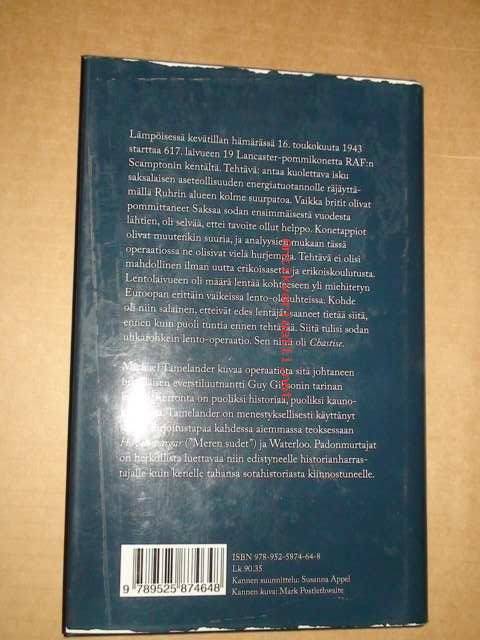 Lämpöisessä kevätillan hämärässä 16. toukokuuta 1943
starttaa 617. laivueen 19 Lancaster-pommikonetta RAF:n
Scamptonin kentältä. Tehtävä: antaa kuolettava isku
saksalaisen aseteollisuuden energiatuotannolle räjäyttä-
mällä Ruhrin alueen kolme suurpatoa. Vaikka britit olivat
pommittaneet Saksaa sodan ensimmäisestä vuodesta
lähtien, oli selvää, ettei tavoite ollut helppo. Konetappiot
olivat muutenkin suuria, ja analyysien mukaan tässä
operaatiossa ne olisivat vielä hurjempia. Tehtävä ei olisi
mahdollinen ilman uutta erikoisasetta ja erikoiskoulutusta.
Lentolaivueen oli määrä lentää kohteeseen yli miehitetyn
Euroopan erittäin vaikeissa lento-olosuhteissa. Kohde
oli niin salainen, etteivät edes lentäjät saaneet tietää siitä,
ennen kuin puoli tuntia ennen tehtävää. Siitä tulisi sodan
uhkarohkein lento-operaatio. Sen nimi oli Chastise.
Michael Tamelander kuvaa operaatiota sitä johtaneen
everstiluutnantti Guy Gibsonin tarinan
on puoliksi historiaa, puoliksi kauno-
Tamelander on menestyksellisesti käyttänyt
kirjoitustapaa kahdessa aiemmassa teoksessaan
("Meren sudet") ja Waterloo. Padonmurtajat
on herkullista luettavaa niin edistyneelle historianharras-
tajalle kuin kenelle tahansa sotahistoriasta kiinnostuneelle.
ISBN 978-952-5874-64-8
Lk 90.35
Kannen suunnittelu: Susanna Appel
Kannen kuva: Mark Postlethwaite
9 789525 874648